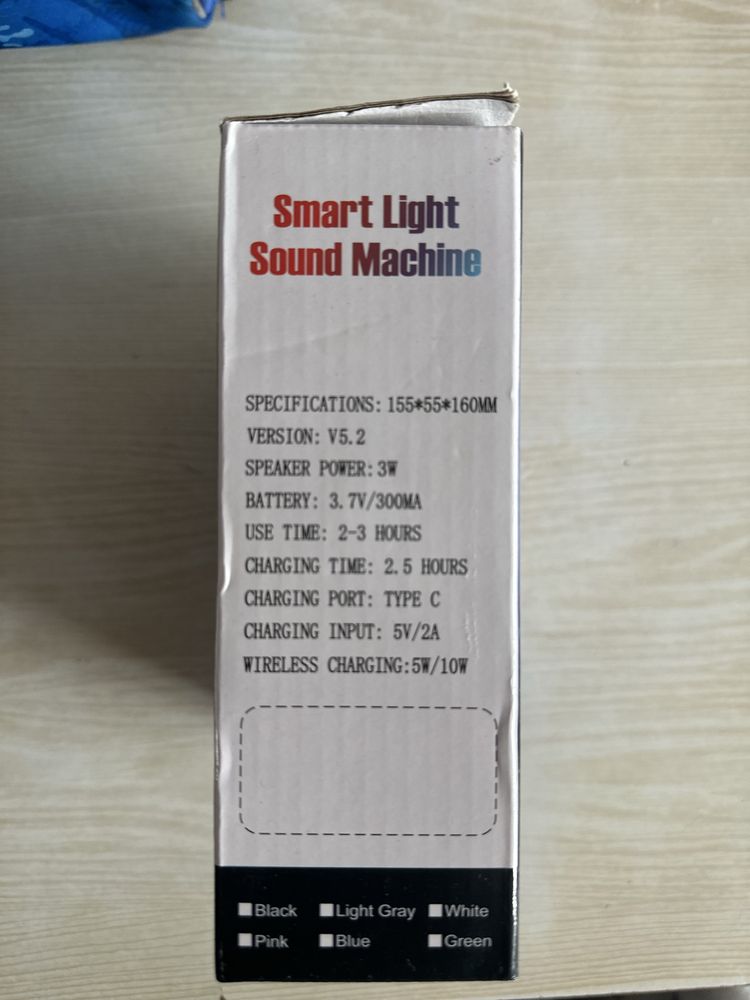 Smart Light
Sound Machine
SPECIFICATIONS: 155*55*160MM
VERSION: V5.2
SPEAKER POWER: 3W
BATTERY: 3.7V/300MA
USE TIME: 2-3 HOURS
CHARGING TIME: 2.5 HOURS
CHARGING PORT: TYPE C
CHARGING INPUT: 5V/2A
WIRELESS CHARGING:5W/10W
Black Light Gray White
Pink Blue Green